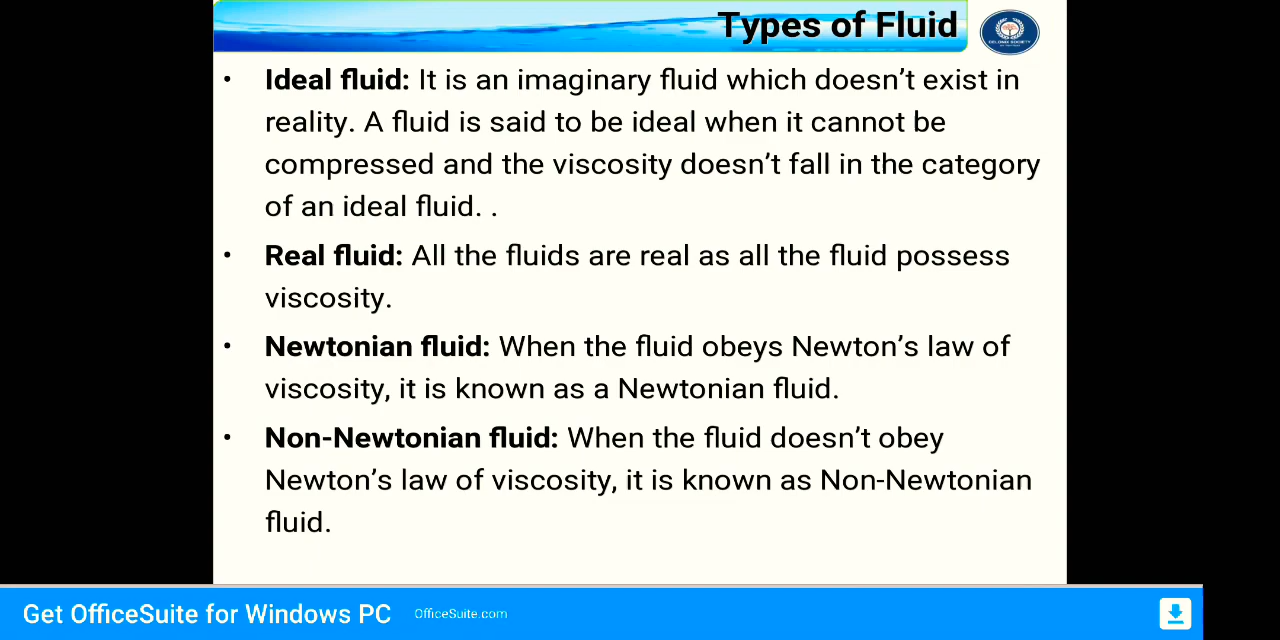 Types of Fluid
DELONIX SOCIETY
• Ideal fluid: It is an imaginary fluid which doesn't exist in
reality. A fluid is said to be ideal when it cannot be
compressed and the viscosity doesn't fall in the category
of an ideal fluid. .
• Real fluid: All the fluids are real as all the fluid possess
viscosity.
• Newtonian fluid: When the fluid obeys Newton's law of
viscosity, it is known as a Newtonian fluid.
• Non-Newtonian fluid: When the fluid doesn't obey
Newton's law of viscosity, it is known as Non-Newtonian
fluid.
Get OfficeSuite for Windows PC OfficeSuite.com